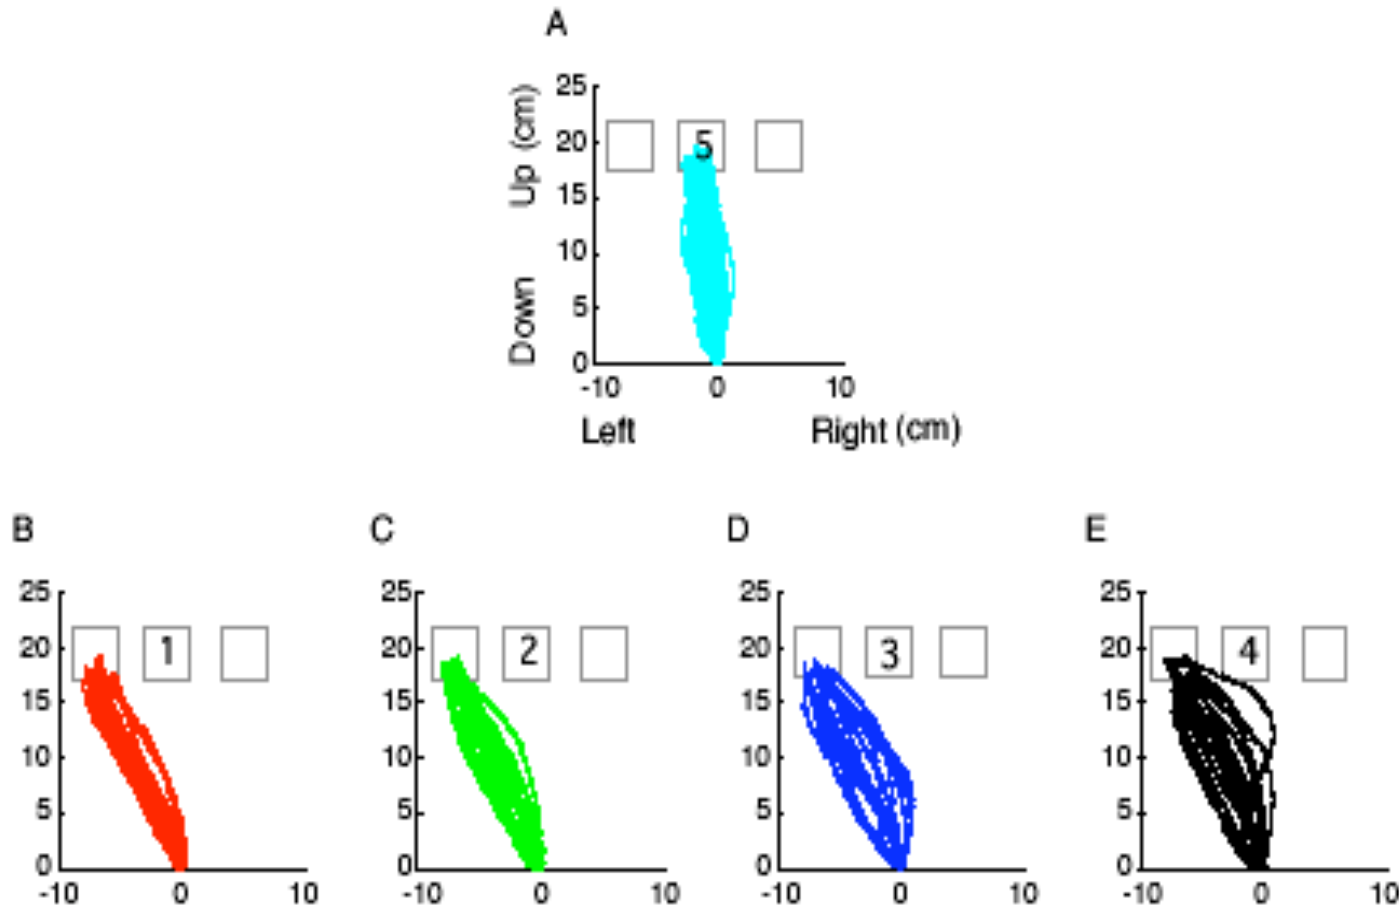 A
25
Up (cm)
20
5
15
10
Down
5
0
-10 0 10
Left Right (cm)
B C D E
25 25 25 25
20 1 20 2 20 3 20 4
15 15 15 15
10 10 10 10
5 5 5 5
0 0 0 0
-10 0 10 -10 0 10 -10 0 10 -10 0 10